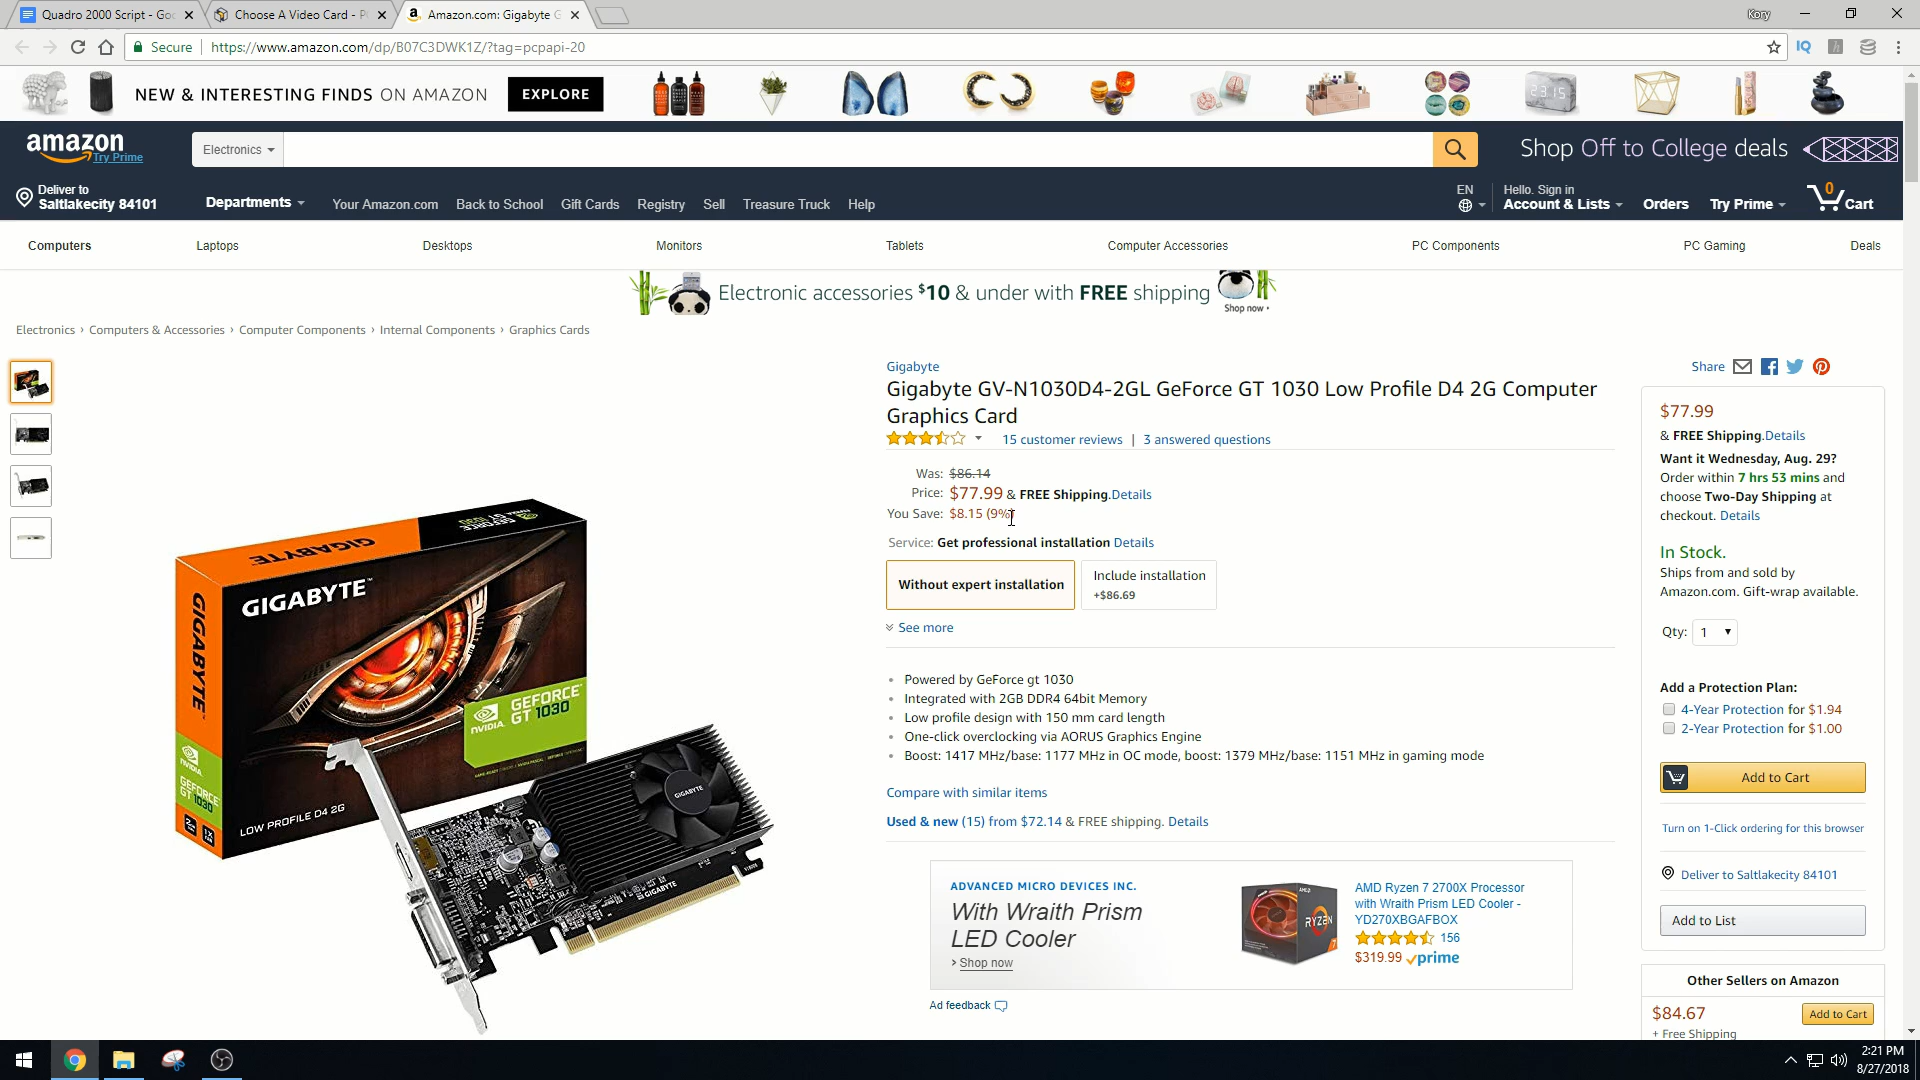 Quadro 2000 Script - Goo
Choose A Video Card - P
Amazon.com: Gigabyte G
Kory
Secure
https://www.amazon.com/dp/B07C3DWK1Z/?tag=pcpapi-20
IQ
NEW & INTERESTING FINDS ON AMAZON
EXPLORE
23:15
amazon
Try Prime
Electronics
Shop Off to College deals
Deliver to
Saltlakecity 84101
Departments
Your Amazon.com
Back to School
Gift Cards
Registry
Sell
Treasure Truck
Help
EN
Hello. Sign in
Account & Lists
Orders
Try Prime
0
Cart
Computers
Laptops
Desktops
Monitors
Tablets
Computer Accessories
PC Components
PC Gaming
Deals
Electronic accessories $10 & under with FREE shipping
Shop now ›
Electronics › Computers & Accessories › Computer Components › Internal Components › Graphics Cards
GIGABYTE
GIGABYTE
GIGABYTE
GEFORCE
GT 1030
NVIDIA
GEFORCE
GT 1030
NVIDIA
GEFORCE
GT 1030
LOW PROFILE D4 2G
GIGABYTE
GIGABYTE
Gigabyte
Gigabyte GV-N1030D4-2GL GeForce GT 1030 Low Profile D4 2G Computer
Graphics Card
15 customer reviews | 3 answered questions
Was: $86.14
Price: $77.99 & FREE Shipping. Details
You Save: $8.15 (9%)
Service: Get professional installation Details
Without expert installation
Include installation
+$86.69
See more
• Powered by GeForce gt 1030
• Integrated with 2GB DDR4 64bit Memory
• Low profile design with 150 mm card length
• One-click overclocking via AORUS Graphics Engine
• Boost: 1417 MHz/base: 1177 MHz in OC mode, boost: 1379 MHz/base: 1151 MHz in gaming mode
Compare with similar items
Used & new (15) from $72.14 & FREE shipping. Details
ADVANCED MICRO DEVICES INC.
With Wraith Prism
LED Cooler
› Shop now
AMD
RYZEN
AMD Ryzen 7 2700X Processor
with Wraith Prism LED Cooler -
YD270XBGAFBOX
156
$319.99 prime
Ad feedback
Share
$77.99
& FREE Shipping. Details
Want it Wednesday, Aug. 29?
Order within 7 hrs 53 mins and
choose Two-Day Shipping at
checkout. Details
In Stock.
Ships from and sold by
Amazon.com. Gift-wrap available.
Qty: 1
Add a Protection Plan:
4-Year Protection for $1.94
2-Year Protection for $1.00
Add to Cart
Turn on 1-Click ordering for this browser
Deliver to Saltlakecity 84101
Add to List
Other Sellers on Amazon
$84.67
Add to Cart
+ Free Shipping
2:21 PM
8/27/2018